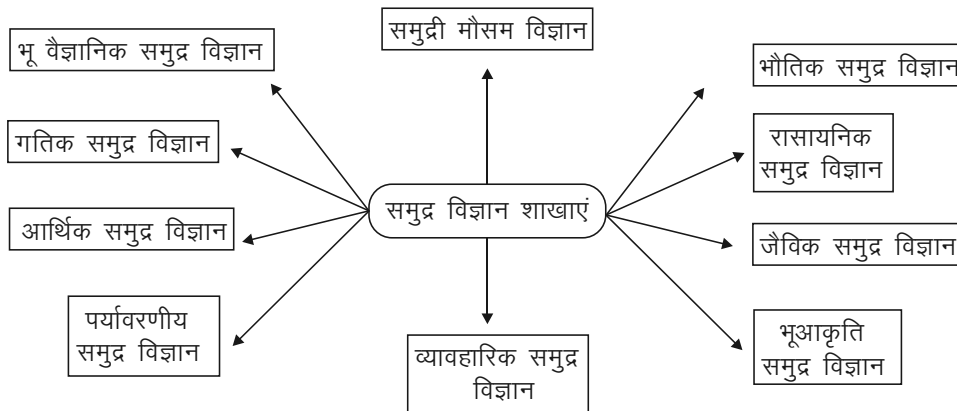 समुद्री मौसम विज्ञान
भू वैज्ञानिक समुद्र विज्ञान
भौतिक समुद्र विज्ञान
गतिक समुद्र विज्ञान
रासायनिक
समुद्र विज्ञान
समुद्र विज्ञान शाखाएं
आर्थिक समुद्र विज्ञान
जैविक समुद्र विज्ञान
पर्यावरणीय
समुद्र विज्ञान
व्यावहारिक समुद्र
विज्ञान
भूआकृति
समुद्र विज्ञान